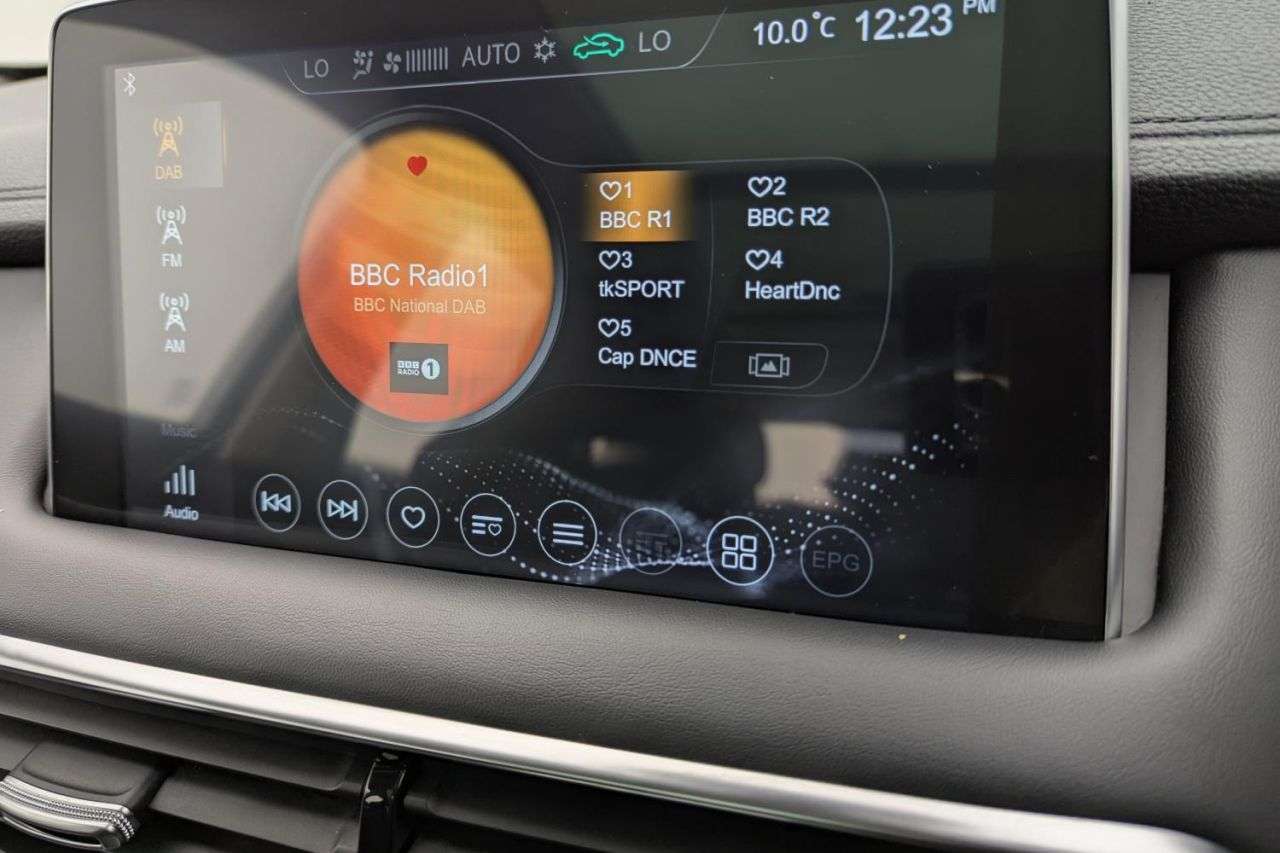 LO AUTO LO 10.0°C 12:23 PM
DAB
FM
AM
Music
Audio
BBC Radio1
BBC National DAB
BBC
RADIO 1
1
BBC R1
2
BBC R2
3
tkSPORT
4
HeartDnc
5
Cap DNCE
EPG